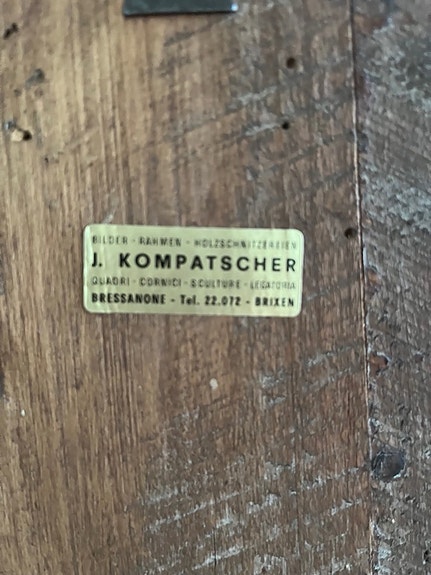 BILDER - RAHMEN - HOLZSCHNITZEREIEN
J. KOMPATSCHER
QUADRI - CORNICI - SCULTURE - LEGATORIA
BRESSANONE - Tel. 22.072 - BRIXEN